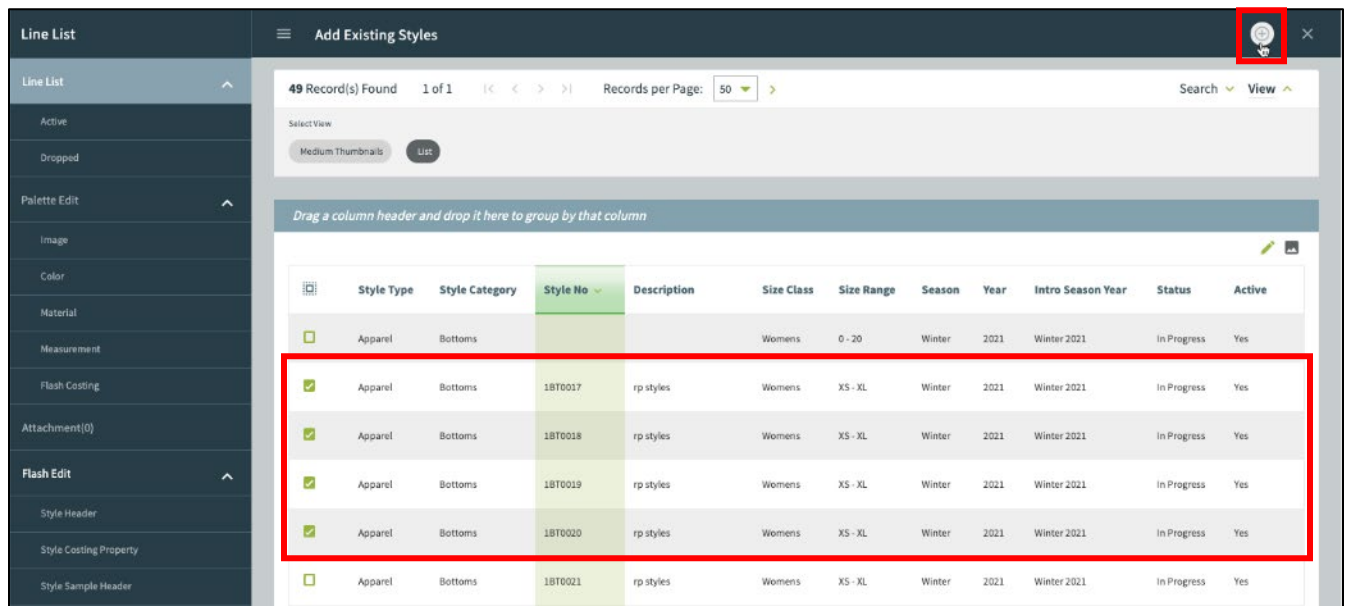 Line List
Add Existing Styles
Line List
Active
Dropped
Palette Edit
Image
Color
Material
Measurement
Flash Costing
Attachment(0)
Flash Edit
Style Header
Style Costing Property
Style Sample Header
49 Record(s) Found 1 of 1 Records per Page: 50 Search View
Select View
Medium Thumbnails List
Drag a column header and drop it here to group by that column
Style Type Style Category Style No Description Size Class Size Range Season Year Intro Season Year Status Active
Apparel Bottoms Womens 0 - 20 Winter 2021 Winter 2021 In Progress Yes
Apparel Bottoms 1BT0017 rp styles Womens XS - XL Winter 2021 Winter 2021 In Progress Yes
Apparel Bottoms 1BT0018 rp styles Womens XS - XL Winter 2021 Winter 2021 In Progress Yes
Apparel Bottoms 1BT0019 rp styles Womens XS - XL Winter 2021 Winter 2021 In Progress Yes
Apparel Bottoms 1BT0020 rp styles Womens XS - XL Winter 2021 Winter 2021 In Progress Yes
Apparel Bottoms 1BT0021 rp styles Womens XS - XL Winter 2021 Winter 2021 In Progress Yes